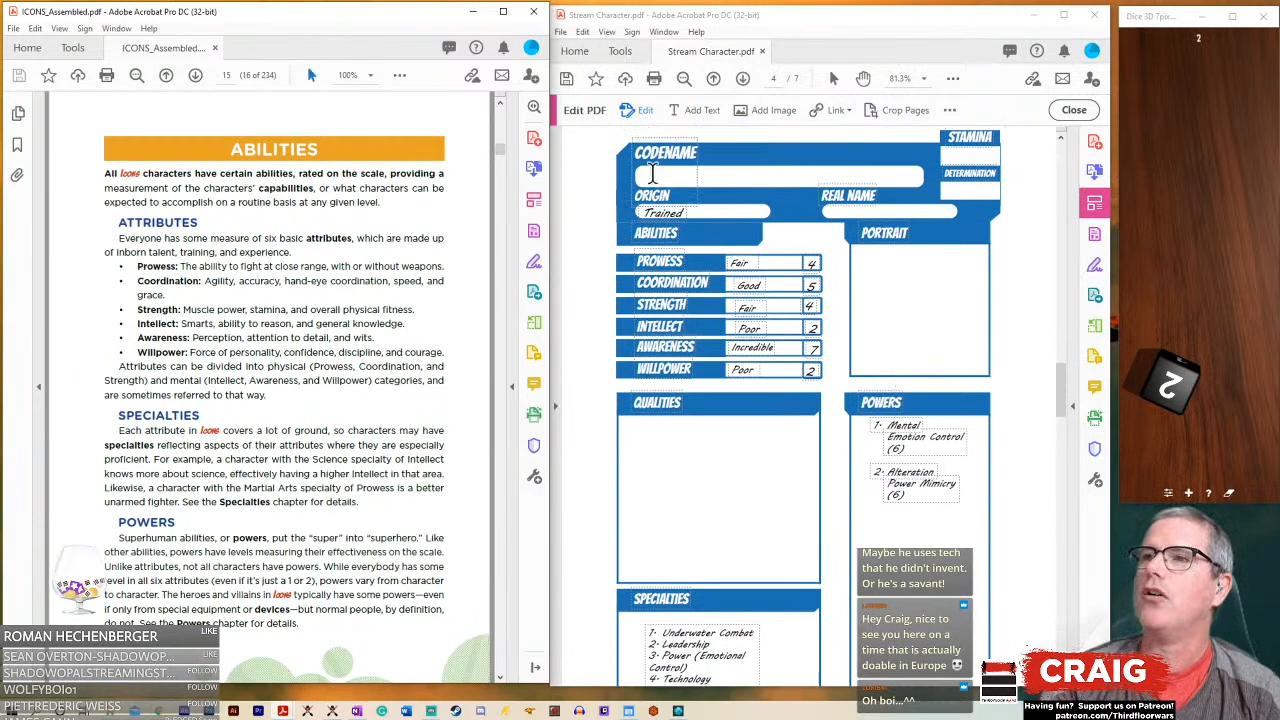 ICONS_Assembled.pdf - Adobe Acrobat Pro DC (32-bit)
File Edit View Sign Window Help
Home Tools ICONS_Assembled.... ×
15 (16 of 234) 100%
ABILITIES
All ICONS characters have certain abilities, rated on the scale, providing a
measurement of the characters' capabilities, or what characters can be
expected toccomplish on a routine basis at any given level.
ATTRIBUTES
Everyone has some measure of six basic attributes, which are made up
of inborn talent, training, and experience.
• Prowess: The ability to fight at close range, with or without weapons.
• Coordination: Agility, accuracy, hand-eye coordination, speed, and
grace.
• Strength: Muscle power, stamina, and overall physical fitness.
• Intellect: Smarts, ability to reason, and general knowledge.
• Awareness: Perception, attention to detail, and wits.
• Willpower: Force of personality, confidence, discipline, and courage.
Attributes can be divided into physical (Prowess, Coordination, and
Strength) and mental (Intellect, Awareness, and Willpower) categories, and
are sometimes referred to that way.
SPECIALTIES
Each attribute in ICONS covers a lot of ground, so characters may have
specialties reflecting aspects of their attributes where they are especially
proficient. For example, a character with the Science specialty of Intellect
knows more about science, effectively having a higher Intellect in that area.
Likewise, a character with the Martial Arts specialty of Prowess is a better
unarmed fighter. See the Specialties chapter for details.
POWERS
Superhuman abilities, or powers, put the "super" into "superhero." Like
other abilities, powers have levels measuring their effectiveness on the scale.
Unlike attributes, not all characters have powers. While everybody has some
level in all six attributes (even if it's just a 1 or 2), powers vary from character
to character. The heroes and villains in ICONS typically have some powers—even
if only from special equipment or devices—but normal people, by definition,
do not. See the Powers chapter for details.
ROMAN HECHENBERGER LIKE
SEAN OVERTON-SHADOWOP... LIKE
SHADOWOPALSTREAMINGST... FOLLOW
WOLFYBOI01 FOLLOW
PIETFREDERIC WEISS FOLLOW
Stream Character.pdf - Adobe Acrobat Pro DC (32-bit)
File Edit View Sign Window Help
Home Tools Stream Character.pdf ×
4 / 7 81.3%
Edit PDF Edit Add Text Add Image Link Crop Pages Close
CODENAME
STAMINA
DETERMINATION
ORIGIN REAL NAME
Trained
ABILITIES
PORTRAIT
PROWESS Fair 4
COORDINATION Good 5
STRENGTH Fair 4
INTELLECT Poor 2
AWARENESS Incredible 7
WILLPOWER Poor 2
QUALITIES
POWERS
1. Mental
Emotion Control
(6)
2. Alteration
Power Mimicry
(6)
SPECIALTIES
1. Underwater Combat
2. Leadership
3. Power (Emotional
Control)
4. Technology
Maybe he uses tech
that he didn't invent.
Or he's a savant!
Hey Craig, nice to
see you here on a
time that is actually
doable in Europe
Oh boi...^^
Dice 3D 7pix...
2
2
CRAIG
THIRDFLOOR WARS
Having fun? Support us on Patreon!
patreon.com/Thirdfloorwars